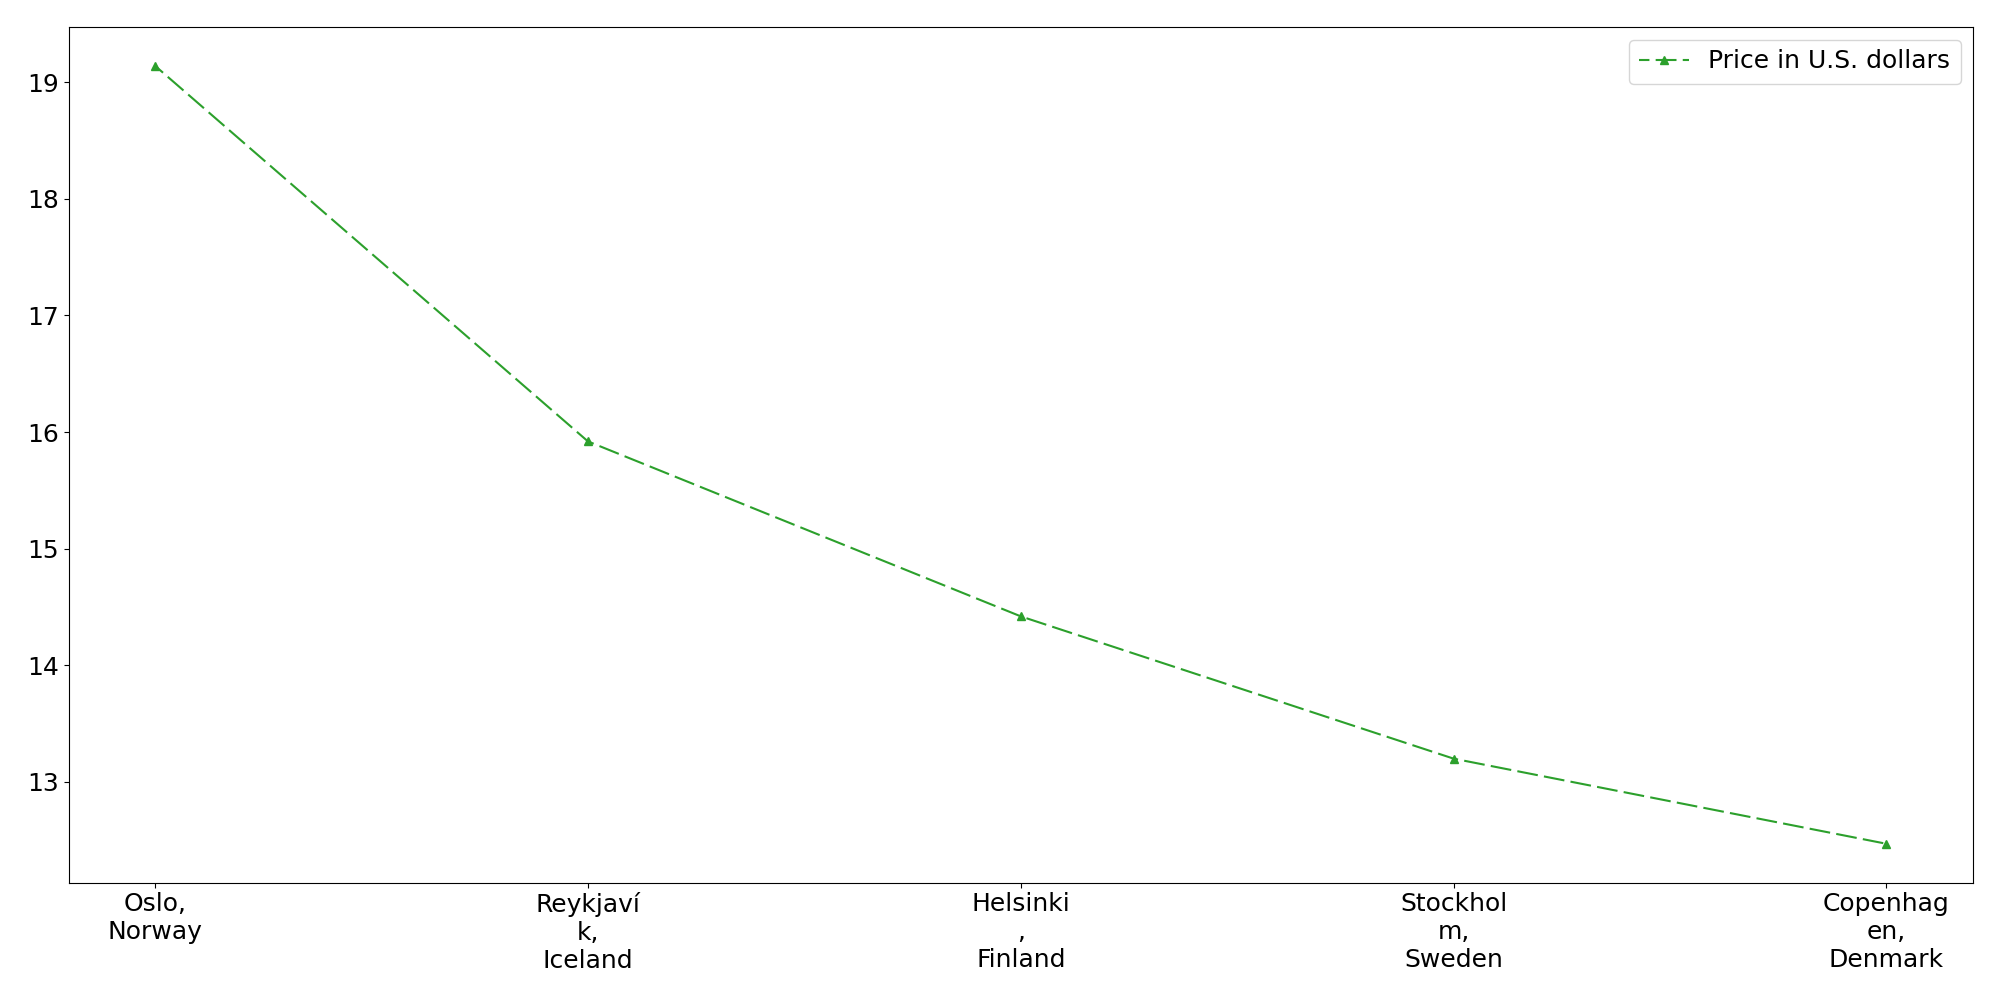 Price in U.S. dollars
19
18
17
16
15
14
13
Oslo,
Norway
Reykjaví
k,
Iceland
Helsinki
,
Finland
Stockhol
m,
Sweden
Copenhag
en,
Denmark